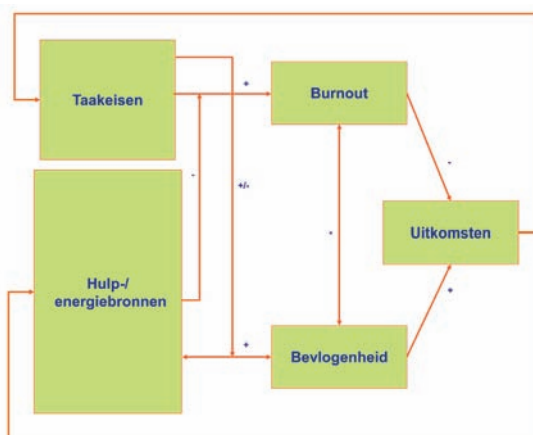 Taakeisen
+
Burnout
-
+/-
-
-
Uitkomsten
Hulp-/
energiebronnen
+
+
Bevlogenheid